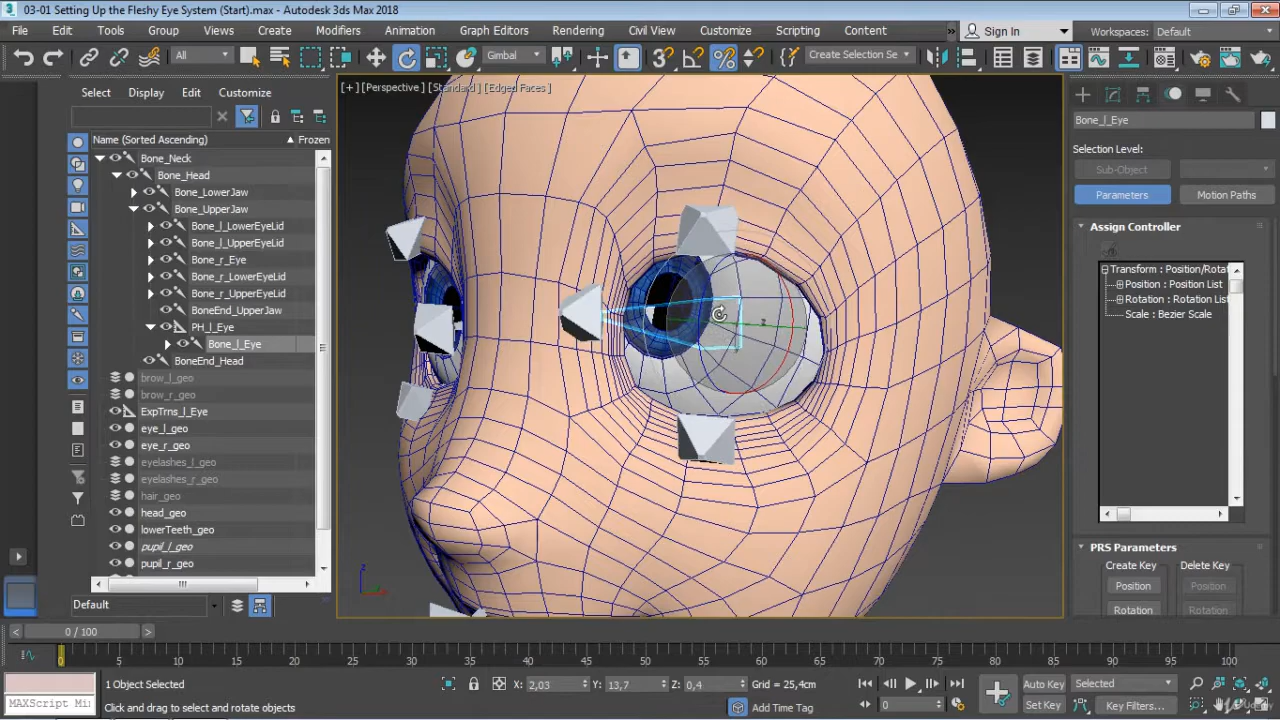 03-01 Setting Up the Fleshy Eye System (Start).max - Autodesk 3ds Max 2018
File Edit Tools Group Views Create Modifiers Animation Graph Editors Rendering Civil View Customize Scripting Content Sign In Workspaces: Default
All Gimbal Create Selection Se
Select Display Edit Customize
[+] [Perspective] [Standard] [Edged Faces]
Name (Sorted Ascending) Frozen
Bone_Neck
Bone_Head
Bone_LowerJaw
Bone_UpperJaw
Bone_l_LowerEyeLid
Bone_l_UpperEyeLid
Bone_r_Eye
Bone_r_LowerEyeLid
Bone_r_UpperEyeLid
BoneEnd_UpperJaw
PH_l_Eye
Bone_l_Eye
BoneEnd_Head
brow_l_geo
brow_r_geo
ExpTrns_l_Eye
eye_l_geo
eye_r_geo
eyelashes_l_geo
eyelashes_r_geo
hair_geo
head_geo
lowerTeeth_geo
pupil_l_geo
pupil_r_geo
Default
z
z
Bone_l_Eye
Selection Level:
Sub-Object
Parameters Motion Paths
Assign Controller
Transform : Position/Rotat
Position : Position List
Rotation : Rotation List
Scale : Bezier Scale
PRS Parameters
Create Key Delete Key
Position Position
Rotation Rotation
0 / 100
0 5 10 15 20 25 30 35 40 45 50 55 60 65 70 75 80 85 90 95 100
1 Object Selected X: 2,03 Y: 13,7 Z: 0,4 Grid = 25,4cm Auto Key Selected
MAXScript Mi Click and drag to select and rotate objects Add Time Tag 0 Set Key Key Filters...
Udemy